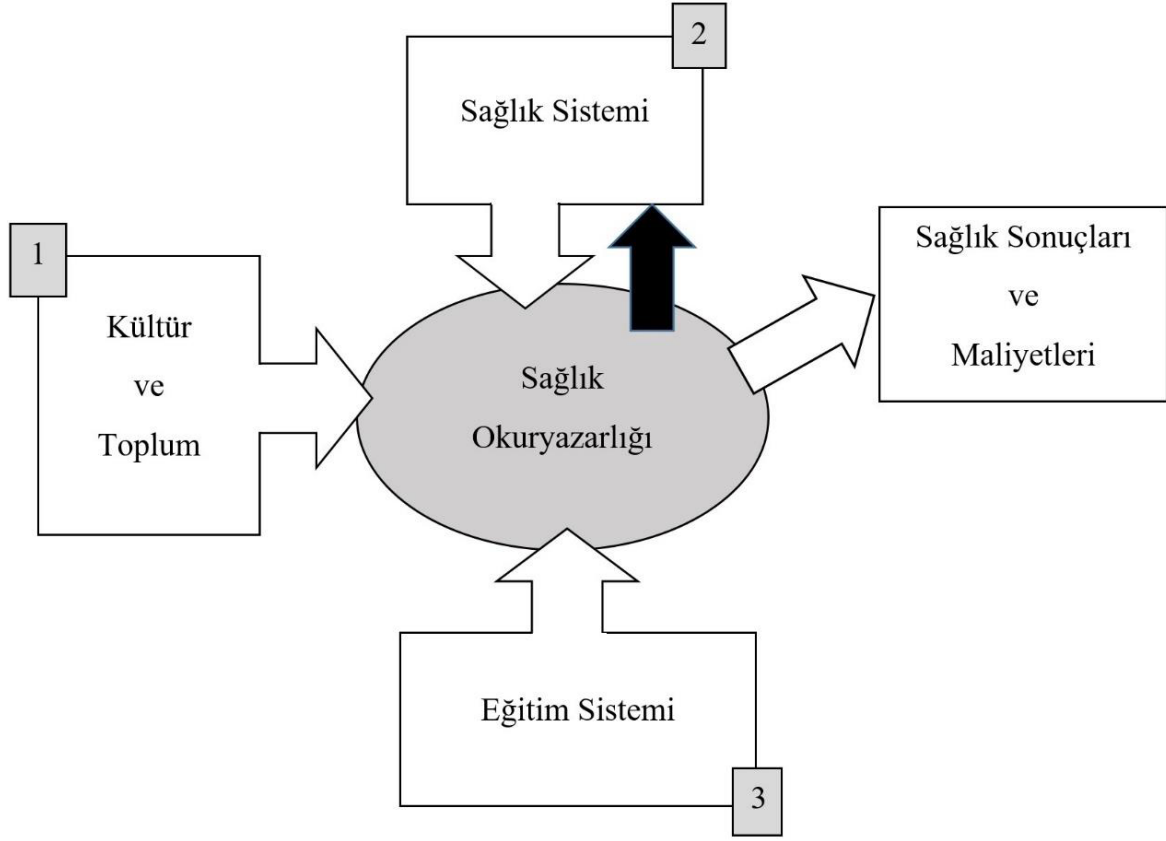 2
Sağlık Sistemi
1
Kültür
ve
Toplum
Sağlık
Okuryazarlığı
Sağlık Sonuçları
ve
Maliyetleri
Eğitim Sistemi
3